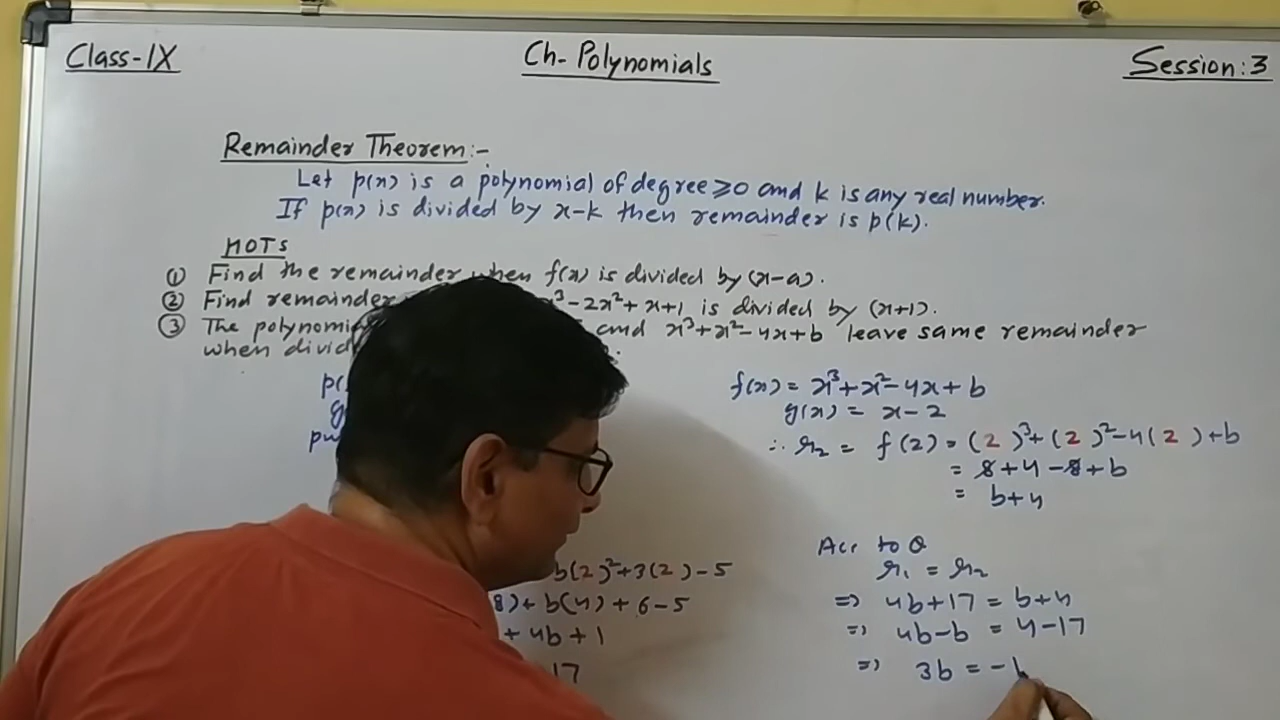 Class-IX
Ch- Polynomials
Session: 3
Remainder Theorem:-
Let p(x) is a polynomial of degree ≥ 0 and k is any real number.
If p(x) is divided by x-k then remainder is p(k).
HOTs
① Find the remainder when f(x) is divided by (x-a).
② Find remainder x³-2x²+x+1 is divided by (x+1).
③ The and x³+x²-4x+b leave same remainder
when
f(x) = x³+x²-4x+b
g(x) = x-2
∴ r₂ = f(2) = (2)³+(2)²-4(2)+b
= 8+4-8+b
= b+4
b(2)²+3(2)-5
8)+b(4)+6-5
+4b+1
17
Acc to Q
r₁ = r₂
=> 4b+17 = b+4
=> 4b-b = 4-17
=> 3b = -1